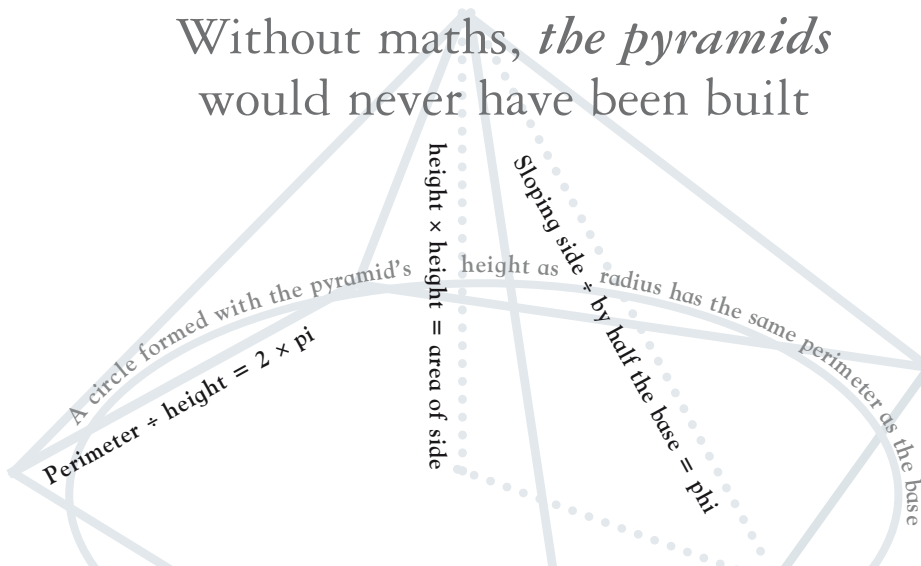 Without maths, the pyramids
would never have been built
A circle formed with the pyramid's height as radius has the same perimeter as the base
Perimeter ÷ height = 2 × pi
height × height = area of side
Sloping side ÷ by half the base = phi